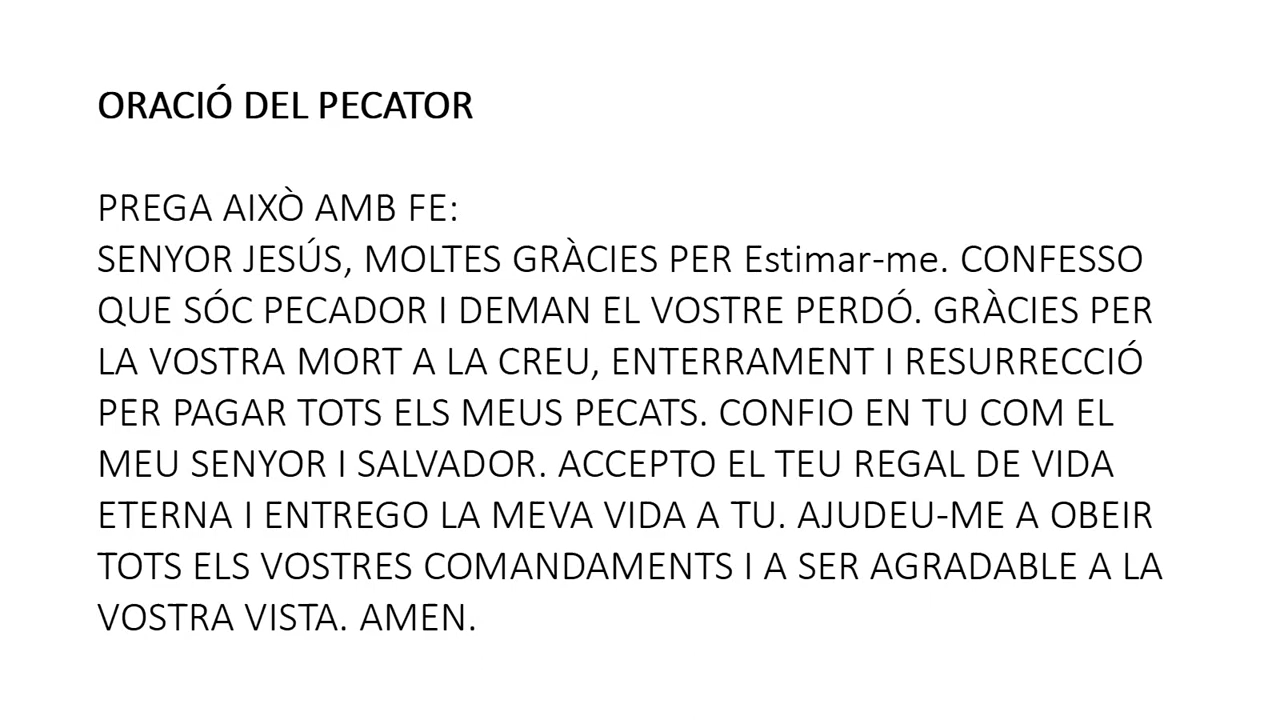 ORACIÓ DEL PECATOR
PREGA AIXÒ AMB FE:
SENYOR JESÚS, MOLTES GRÀCIES PER Estimar-me. CONFESSO
QUE SÓC PECADOR I DEMAN EL VOSTRE PERDÓ. GRÀCIES PER
LA VOSTRA MORT A LA CREU, ENTERRAMENT I RESURRECCIÓ
PER PAGAR TOTS ELS MEUS PECATS. CONFIO EN TU COM EL
MEU SENYOR I SALVADOR. ACCEPTO EL TEU REGAL DE VIDA
ETERNA I ENTREGO LA MEVA VIDA A TU. AJUDEU-ME A OBEIR
TOTS ELS VOSTRES COMANDAMENTS I A SER AGRADABLE A LA
VOSTRA VISTA. AMEN.